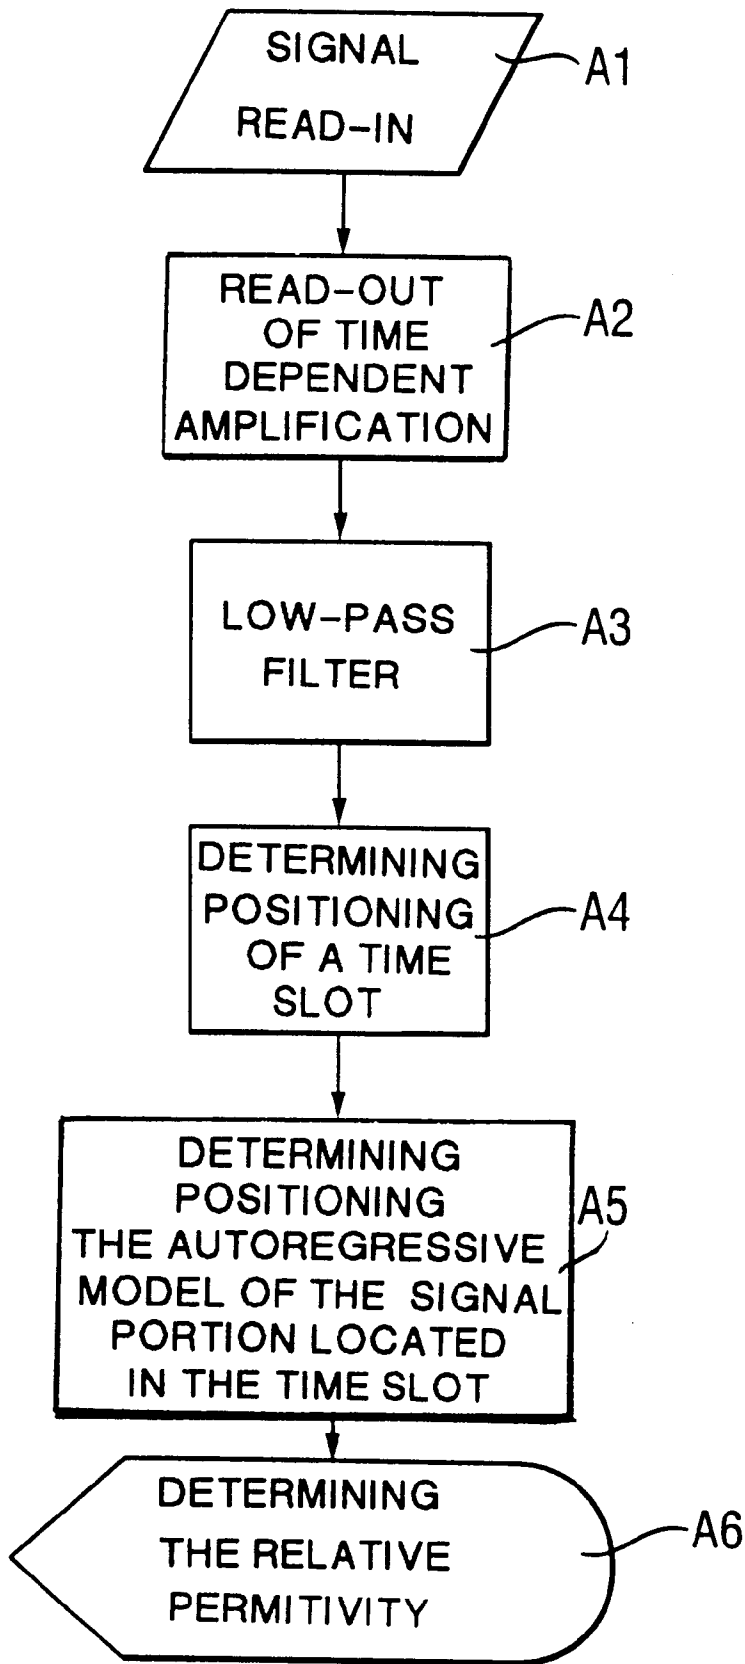 SIGNAL
READ-IN
A1
READ-OUT
OF TIME
DEPENDENT
AMPLIFICATION
A2
LOW-PASS
FILTER
A3
DETERMINING
POSITIONING
OF A TIME
SLOT
A4
DETERMINING
POSITIONING
THE AUTOREGRESSIVE
MODEL OF THE SIGNAL
PORTION LOCATED
IN THE TIME SLOT
A5
DETERMINING
THE RELATIVE
PERMITIVITY
A6